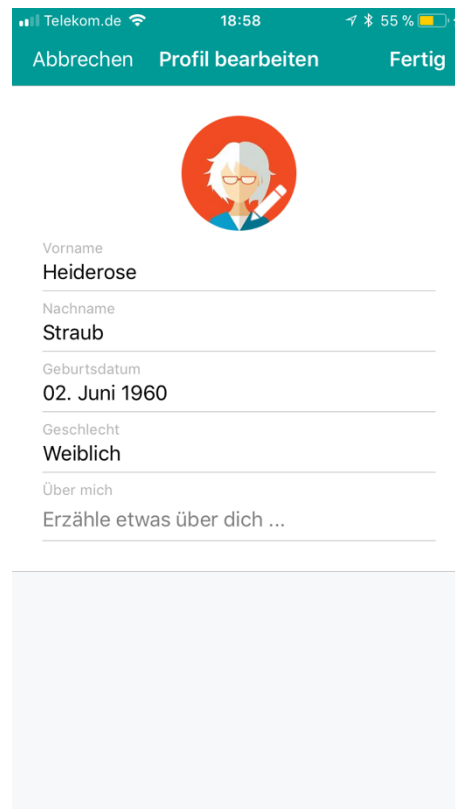 Telekom.de 18:58 55 %
Abbrechen Profil bearbeiten Fertig
Vorname
Heiderose
Nachname
Straub
Geburtsdatum
02. Juni 1960
Geschlecht
Weiblich
Über mich
Erzähle etwas über dich ...